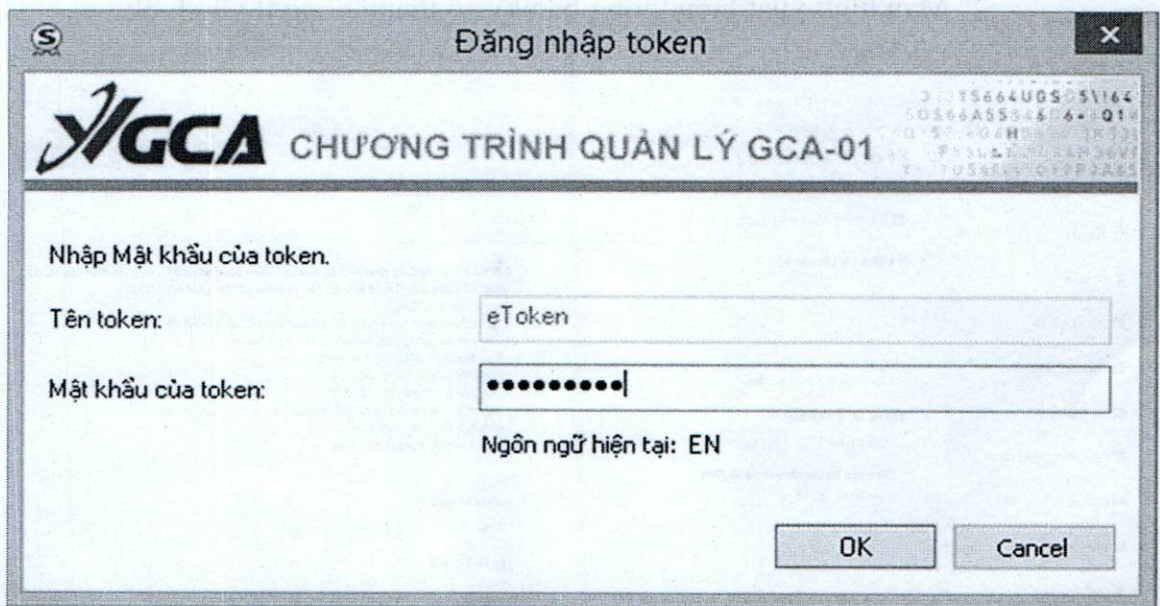 Đăng nhập token
GCA CHƯƠNG TRÌNH QUẢN LÝ GCA-01
Nhập Mật khẩu của token.
Tên token: eToken
Mật khẩu của token: •••••••••
Ngôn ngữ hiện tại: EN
OK Cancel